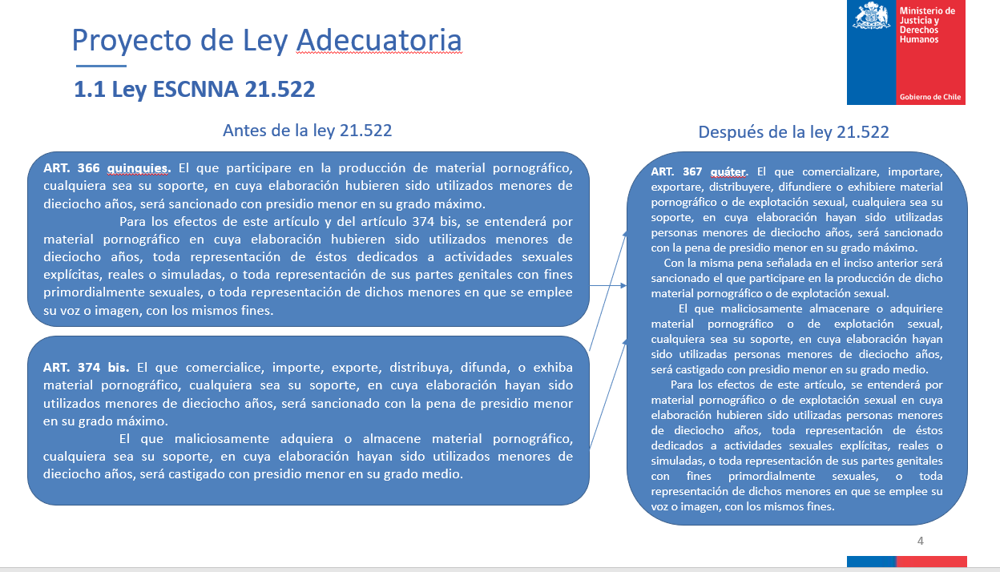 Proyecto de Ley Adecuatoria
Ministerio de
Justicia y
Derechos
Humanos
Gobierno de Chile
1.1 Ley ESCNNA 21.522
Antes de la ley 21.522
ART. 366 quinquies. El que participare en la producción de material pornográfico,
cualquiera sea su soporte, en cuya elaboración hubieren sido utilizados menores de
dieciocho años, será sancionado con presidio menor en su grado máximo.
Para los efectos de este artículo y del artículo 374 bis, se entenderá por
material pornográfico en cuya elaboración hubieren sido utilizados menores de
dieciocho años, toda representación de éstos dedicados a actividades sexuales
explícitas, reales o simuladas, o toda representación de sus partes genitales con fines
primordialmente sexuales, o toda representación de dichos menores en que se emplee
su voz o imagen, con los mismos fines.
ART. 374 bis. El que comercialice, importe, exporte, distribuya, difunda, o exhiba
material pornográfico, cualquiera sea su soporte, en cuya elaboración hayan sido
utilizados menores de dieciocho años, será sancionado con la pena de presidio menor
en su grado máximo.
El que maliciosamente adquiera o almacene material pornográfico,
cualquiera sea su soporte, en cuya elaboración hayan sido utilizados menores de
dieciocho años, será castigado con presidio menor en su grado medio.
Después de la ley 21.522
ART. 367 quáter. El que comercializare, importare,
exportare, distribuyere, difundiere o exhibiere material
pornográfico o de explotación sexual, cualquiera sea su
soporte, en cuya elaboración hayan sido utilizadas
personas menores de dieciocho años, será sancionado
con la pena de presidio menor en su grado máximo.
Con la misma pena señalada en el inciso anterior será
sancionado el que participare en la producción de dicho
material pornográfico o de explotación sexual.
El que maliciosamente almacenare o adquiriere
material pornográfico o de explotación sexual,
cualquiera sea su soporte, en cuya elaboración hayan
sido utilizadas personas menores de dieciocho años,
será castigado con presidio menor en su grado medio.
Para los efectos de este artículo, se entenderá por
material pornográfico o de explotación sexual en cuya
elaboración hubieren sido utilizadas personas menores
de dieciocho años, toda representación de éstos
dedicados a actividades sexuales explícitas, reales o
simuladas, o toda representación de sus partes genitales
con fines primordialmente sexuales, o toda
representación de dichos menores en que se emplee su
voz o imagen, con los mismos fines.
4